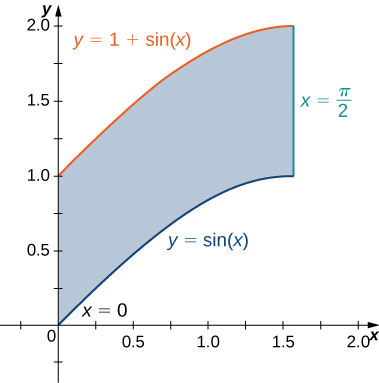 y
2.0
y = 1 + sin(x)
1.5
x = π/2
1.0
0.5
y = sin(x)
x = 0
0
0.5
1.0
1.5
2.0
x